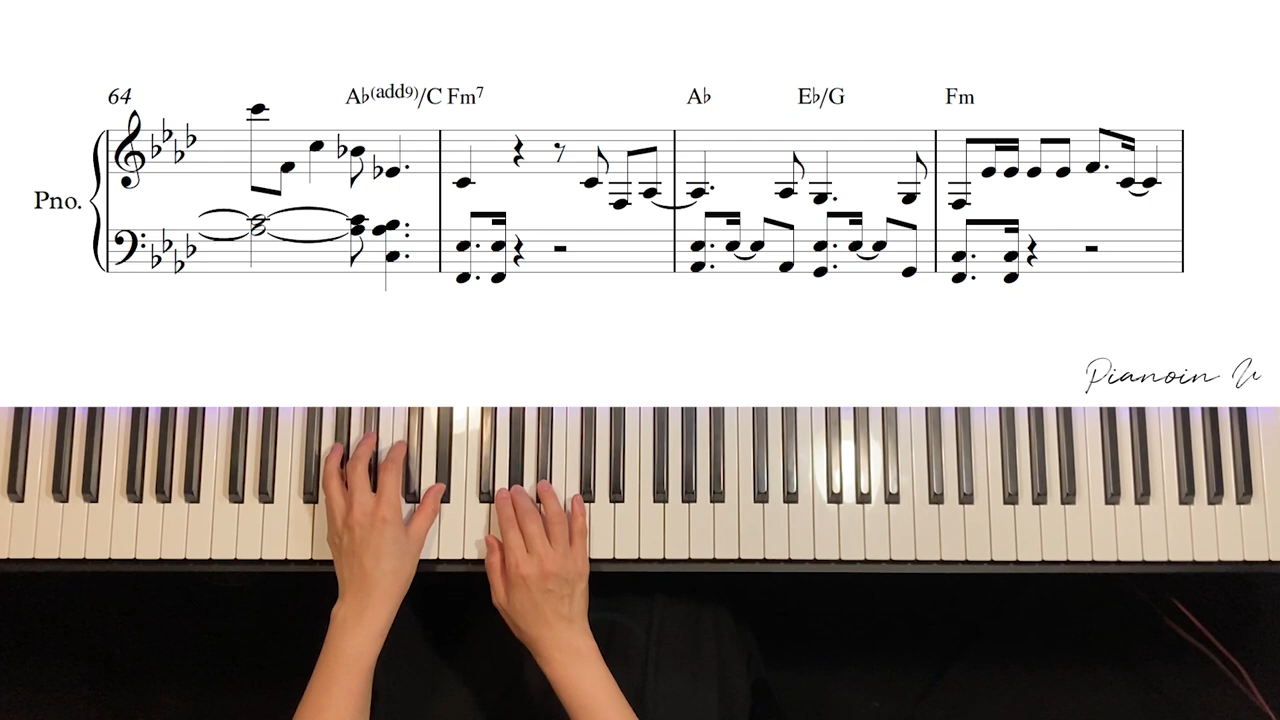 64 A♭(add9)/C Fm7 A♭ E♭/G Fm
Pno.
Pianoin U